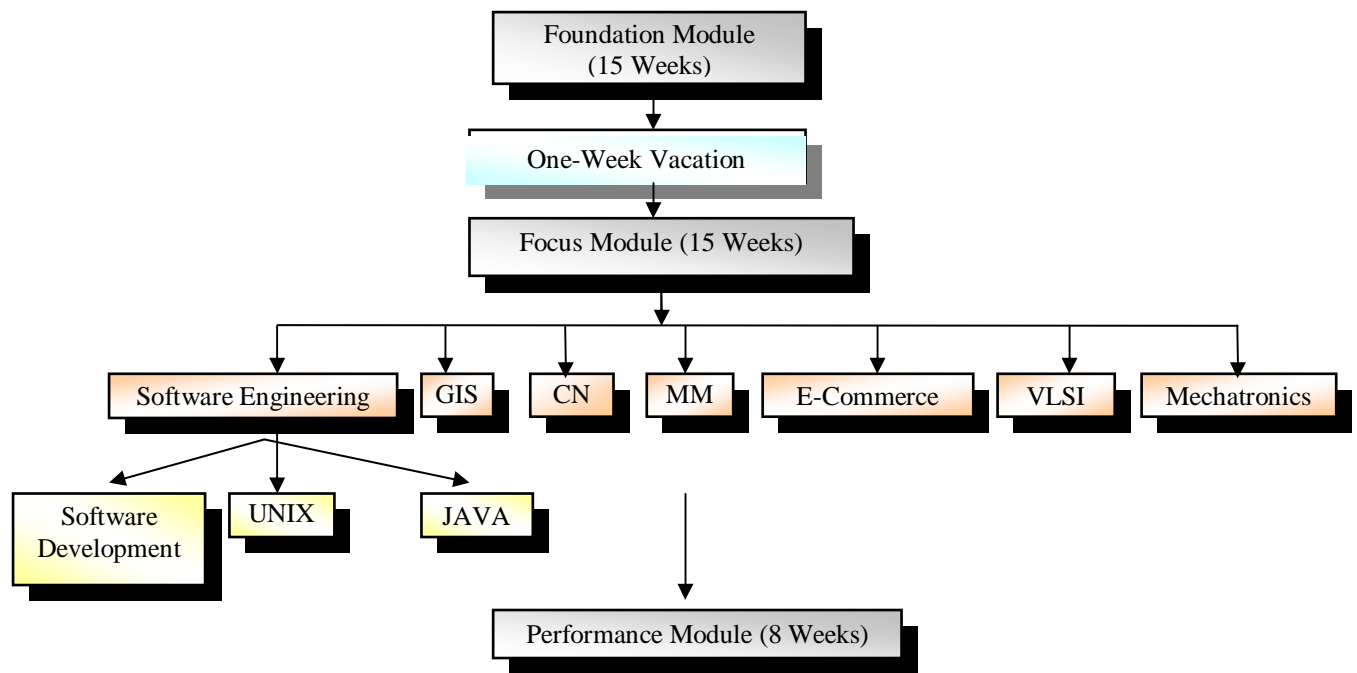 Foundation Module
(15 Weeks)
One-Week Vacation
Focus Module (15 Weeks)
Software Engineering
GIS
CN
MM
E-Commerce
VLSI
Mechatronics
Software
Development
UNIX
JAVA
Performance Module (8 Weeks)